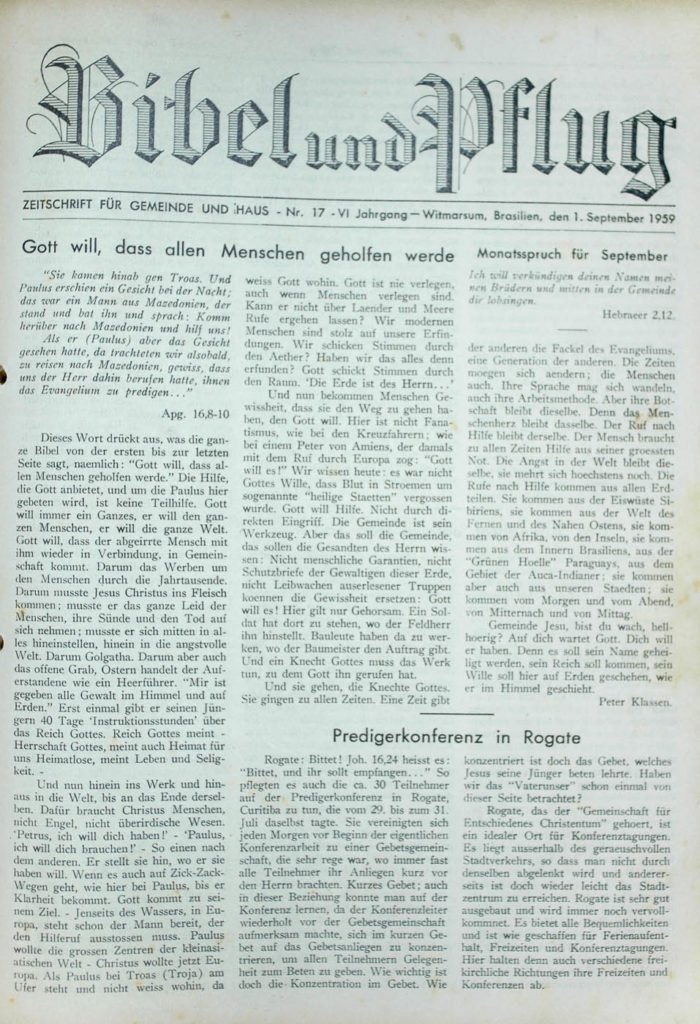 Bibel und Pflug
ZEITSCHRIFT FÜR GEMEINDE UND HAUS - Nr. 17 - VI Jahrgang — Witmarsum, Brasilien, den 1. September 1959
Gott will, dass allen Menschen geholfen werde
"Sie kamen hinab gen Troas. Und
Paulus erschien ein Gesicht bei der Nacht;
das war ein Mann aus Mazedonien, der
stand und bat ihn und sprach: Komm
herüber nach Mazedonien und hilf uns!
Als er (Paulus) aber das Gesicht
gesehen hatte, da trachteten wir alsobald,
zu reisen nach Mazedonien, gewiss, dass
uns der Herr dahin berufen hatte, ihnen
das Evangelium zu predigen..."
Apg. 16,8-10
Dieses Wort drückt aus, was die gan-
ze Bibel von der ersten bis zur letzten
Seite sagt, naemlich: "Gott will, dass al-
len Menschen geholfen werde." Die Hilfe,
die Gott anbietet, und um die Paulus hier
gebeten wird, ist keine Teilhilfe. Gott
will immer ein Ganzes, er will den gan-
zen Menschen, er will die ganze Welt.
Gott will, dass der abgeirrte Mensch mit
ihm wieder in Verbindung, in Gemein-
schaft kommt. Darum das Werben um
den Menschen durch die Jahrtausende.
Darum musste Jesus Christus ins Fleisch
kommen; musste er das ganze Leid der
Menschen, ihre Sünde und den Tod auf
sich nehmen; musste er sich mitten in al-
les hineinstellen, hinein in die angstvolle
Welt. Darum Golgatha. Darum aber auch
das offene Grab, Ostern handelt der Auf-
erstandene wie ein Heerführer. "Mir ist
gegeben alle Gewalt im Himmel und auf
Erden." Erst einmal gibt er seinen Jün-
gern 40 Tage 'Instruktionsstunden' über
das Reich Gottes. Reich Gottes meint -
Herrschaft Gottes, meint auch Heimat für
uns Heimatlose, meint Leben und Selig-
keit. -
Und nun hinein ins Werk und hin-
aus in die Welt, bis an das Ende dersel-
ben. Dafür braucht Christus Menschen,
nicht Engel, nicht überirdische Wesen.
'Petrus, ich will dich haben!' - 'Paulus,
ich will dich brauchen!' - So einen nach
dem anderen. Er stellt sie hin, wo er sie
haben will. Wenn es auch auf Zick-Zack-
Wegen geht, wie hier bei Paulus, bis er
Klarheit bekommt. Gott kommt zu sei-
nem Ziel. - Jenseits des Wassers, in Eu-
ropa, steht schon der Mann bereit, der
den Hilferuf ausstossen muss. Paulus
wollte die grossen Zentren der kleinasi-
atischen Welt - Christus wollte jetzt Eu-
ropa. Als Paulus bei Troas (Troja) am
Ufer steht und nicht weiss wohin, da
weiss Gott wohin. Gott ist nie verlegen,
auch wenn Menschen verlegen sind.
Kann er nicht über Laender und Meere
Rufe ergehen lassen? Wir modernen
Menschen sind stolz auf unsere Erfin-
dungen. Wir schicken Stimmen durch
den Aether? Haben wir das alles denn
erfunden? Gott schickt Stimmen durch
den Raum. 'Die Erde ist des Herrn...'
Und nun bekommen Menschen Ge-
wissheit, dass sie den Weg zu gehen ha-
ben, den Gott will. Hier ist nicht Fana-
tismus, wie bei den Kreuzfahrern; wie
bei einem Peter von Amiens, der damals
mit dem Ruf durch Europa zog: "Gott
will es!" Wir wissen heute: es war nicht
Gottes Wille, dass Blut in Stroemen um
sogenannte "heilige Staetten" vergossen
wurde. Gott will Hilfe. Nicht durch di-
rekten Eingriff. Die Gemeinde ist sein
Werkzeug. Aber das soll die Gemeinde,
das sollen die Gesandten des Herrn wis-
sen: Nicht menschliche Garantien, nicht
Schutzbriefe der Gewaltigen dieser Erde,
nicht Leibwachen auserlesener Truppen
koennen die Gewissheit ersetzen: Gott
will es! Hier gilt nur Gehorsam. Ein Sol-
dat hat dort zu stehen, wo der Feldherr
ihn hinstellt. Bauleute haben da zu wer-
ken, wo der Baumeister den Auftrag gibt.
Und ein Knecht Gottes muss das Werk
tun, zu dem Gott ihn gerufen hat.
Und sie gehen, die Knechte Gottes.
Sie gingen zu allen Zeiten. Eine Zeit gibt
Monatsspruch für September
Ich will verkündigen deinen Namen mei-
nen Brüdern und mitten in der Gemeinde
dir lobsingen.
Hebraeer 2,12.
der anderen die Fackel des Evangeliums,
eine Generation der anderen. Die Zeiten
moegen sich aendern; die Menschen
auch. Ihre Sprache mag sich wandeln,
auch ihre Arbeitsmethode. Aber ihre Bot-
schaft bleibt dieselbe. Denn das Men-
schenherz bleibt dasselbe. Der Ruf nach
Hilfe bleibt derselbe. Der Mensch braucht
zu allen Zeiten Hilfe aus seiner groessten
Not. Die Angst in der Welt bleibt die-
selbe, sie mehrt sich hoechstens noch. Die
Rufe nach Hilfe kommen aus allen Erd-
teilen. Sie kommen aus der Eiswüste Si-
biriens, sie kommen aus der Welt des
Fernen und des Nahen Ostens, sie kom-
men von Afrika, von den Inseln, sie kom-
men aus dem Innern Brasiliens, aus der
"Grünen Hoelle" Paraguays, aus dem
Gebiet der Auca-Indianer; sie kommen
aber auch aus unseren Staedten; sie
kommen vom Morgen und vom Abend,
von Mitternach und von Mittag.
Gemeinde Jesu, bist du wach, hell-
hoerig? Auf dich wartet Gott. Dich will
er haben. Denn es soll sein Name gehei-
ligt werden, sein Reich soll kommen, sein
Wille soll hier auf Erden geschehen, wie
er im Himmel geschieht.
Peter Klassen.
Predigerkonferenz in Rogate
Rogate: Bittet! Joh. 16,24 heisst es:
"Bittet, und ihr sollt empfangen..." So
pflegten es auch die ca. 30 Teilnehmer
auf der Predigerkonferenz in Rogate,
Curitiba zu tun, die vom 29. bis zum 31.
Juli daselbst tagte. Sie vereinigten sich
jeden Morgen vor Beginn der eigentlichen
Konferenzarbeit zu einer Gebetsgemein-
schaft, die sehr rege war, wo immer fast
alle Teilnehmer ihr Anliegen kurz vor
den Herrn brachten. Kurzes Gebet; auch
in dieser Beziehung konnte man auf der
Konferenz lernen, da der Konferenzleiter
wiederholt vor der Gebetsgemeinschaft
aufmerksam machte, sich im kurzen Ge-
bet auf das Gebetsanliegen zu konzen-
trieren, um allen Teilnehmern Gelegen-
heit zum Beten zu geben. Wie wichtig ist
doch die Konzentration im Gebet. Wie
konzentriert ist doch das Gebet, welches
Jesus seine Jünger beten lehrte. Haben
wir das "Vaterunser" schon einmal von
dieser Seite betrachtet?
Rogate, das der "Gemeinschaft für
Entschiedenes Christentum" gehoert, ist
ein idealer Ort für Konferenztagungen.
Es liegt ausserhalb des geraeuschvollen
Stadtverkehrs, so dass man nicht durch
denselben abgelenkt wird und anderer-
seits ist doch wieder leicht das Stadt-
zentrum zu erreichen. Rogate ist sehr gut
ausgebaut und wird immer noch vervoll-
kommnet. Es bietet alle Bequemlichkeiten
und ist wie geschaffen für Ferienaufent-
halt, Freizeiten und Konferenztagungen.
Hier halten denn auch verschiedene frei-
kirchliche Richtungen ihre Freizeiten und
Konferenzen ab.